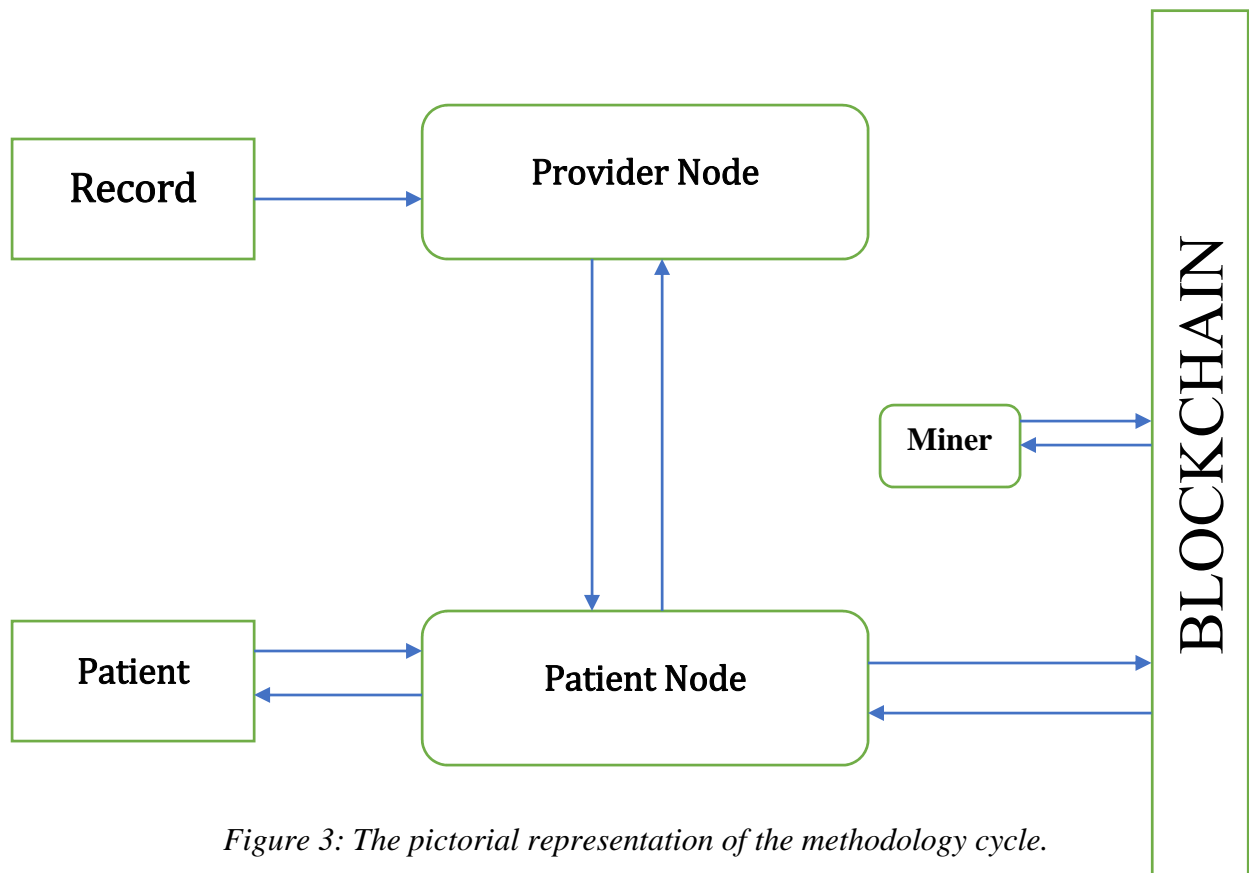 Record
Provider Node
Miner
BLOCKCHAIN
Patient
Patient Node
Figure 3: The pictorial representation of the methodology cycle.